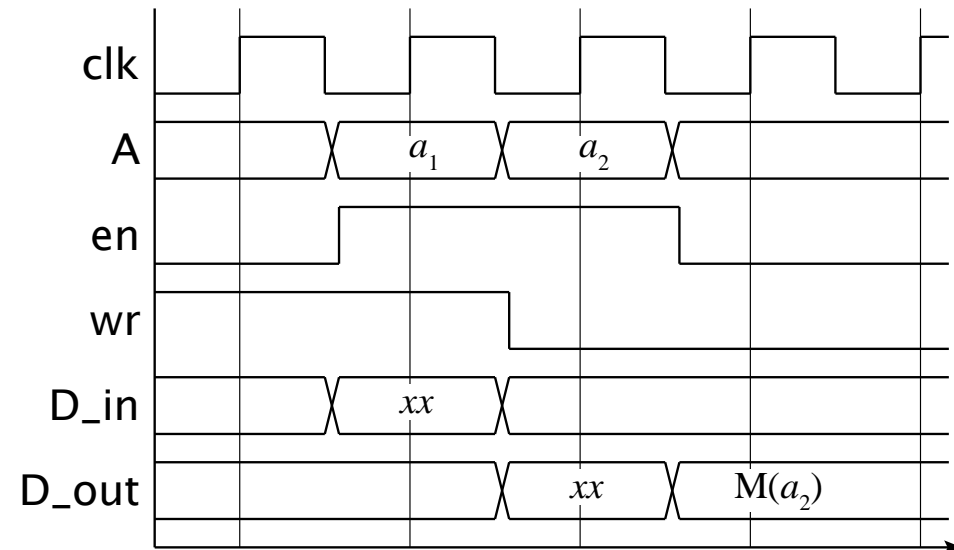 clk
A a₁ a₂
en
wr
D_in xx
D_out xx M(a₂)